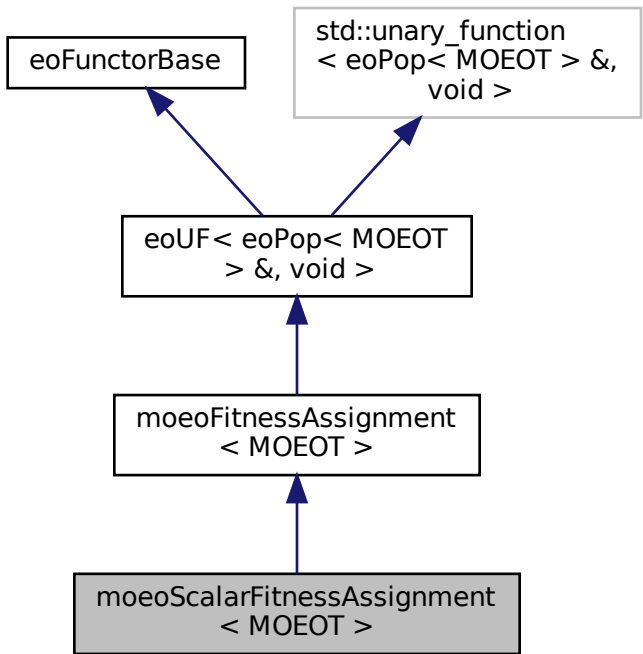 eoFunctorBase
std::unary_function
< eoPop< MOEOT > &,
void >
eoUF< eoPop< MOEOT
> &, void >
moeoFitnessAssignment
< MOEOT >
moeoScalarFitnessAssignment
< MOEOT >